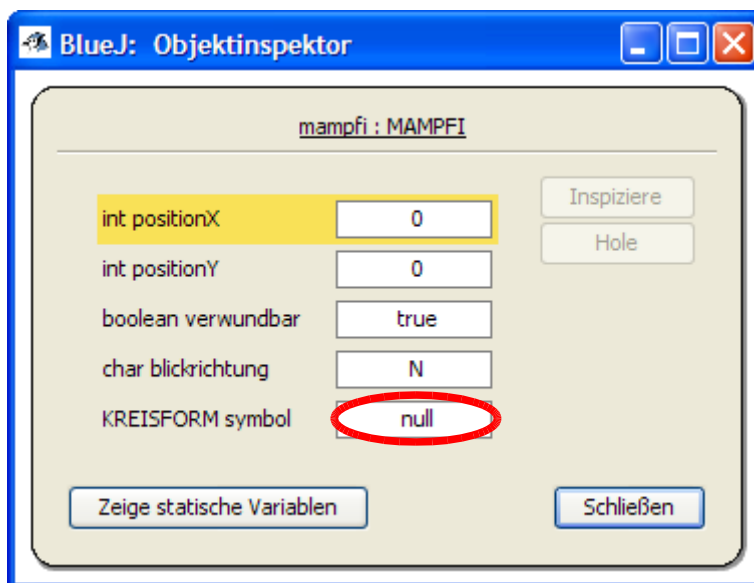 BlueJ: Objektinspektor
mampfi : MAMPFI
int positionX 0
Inspiziere
Hole
int positionY 0
boolean verwundbar true
char blickrichtung N
KREISFORM symbol null
Zeige statische Variablen
Schließen